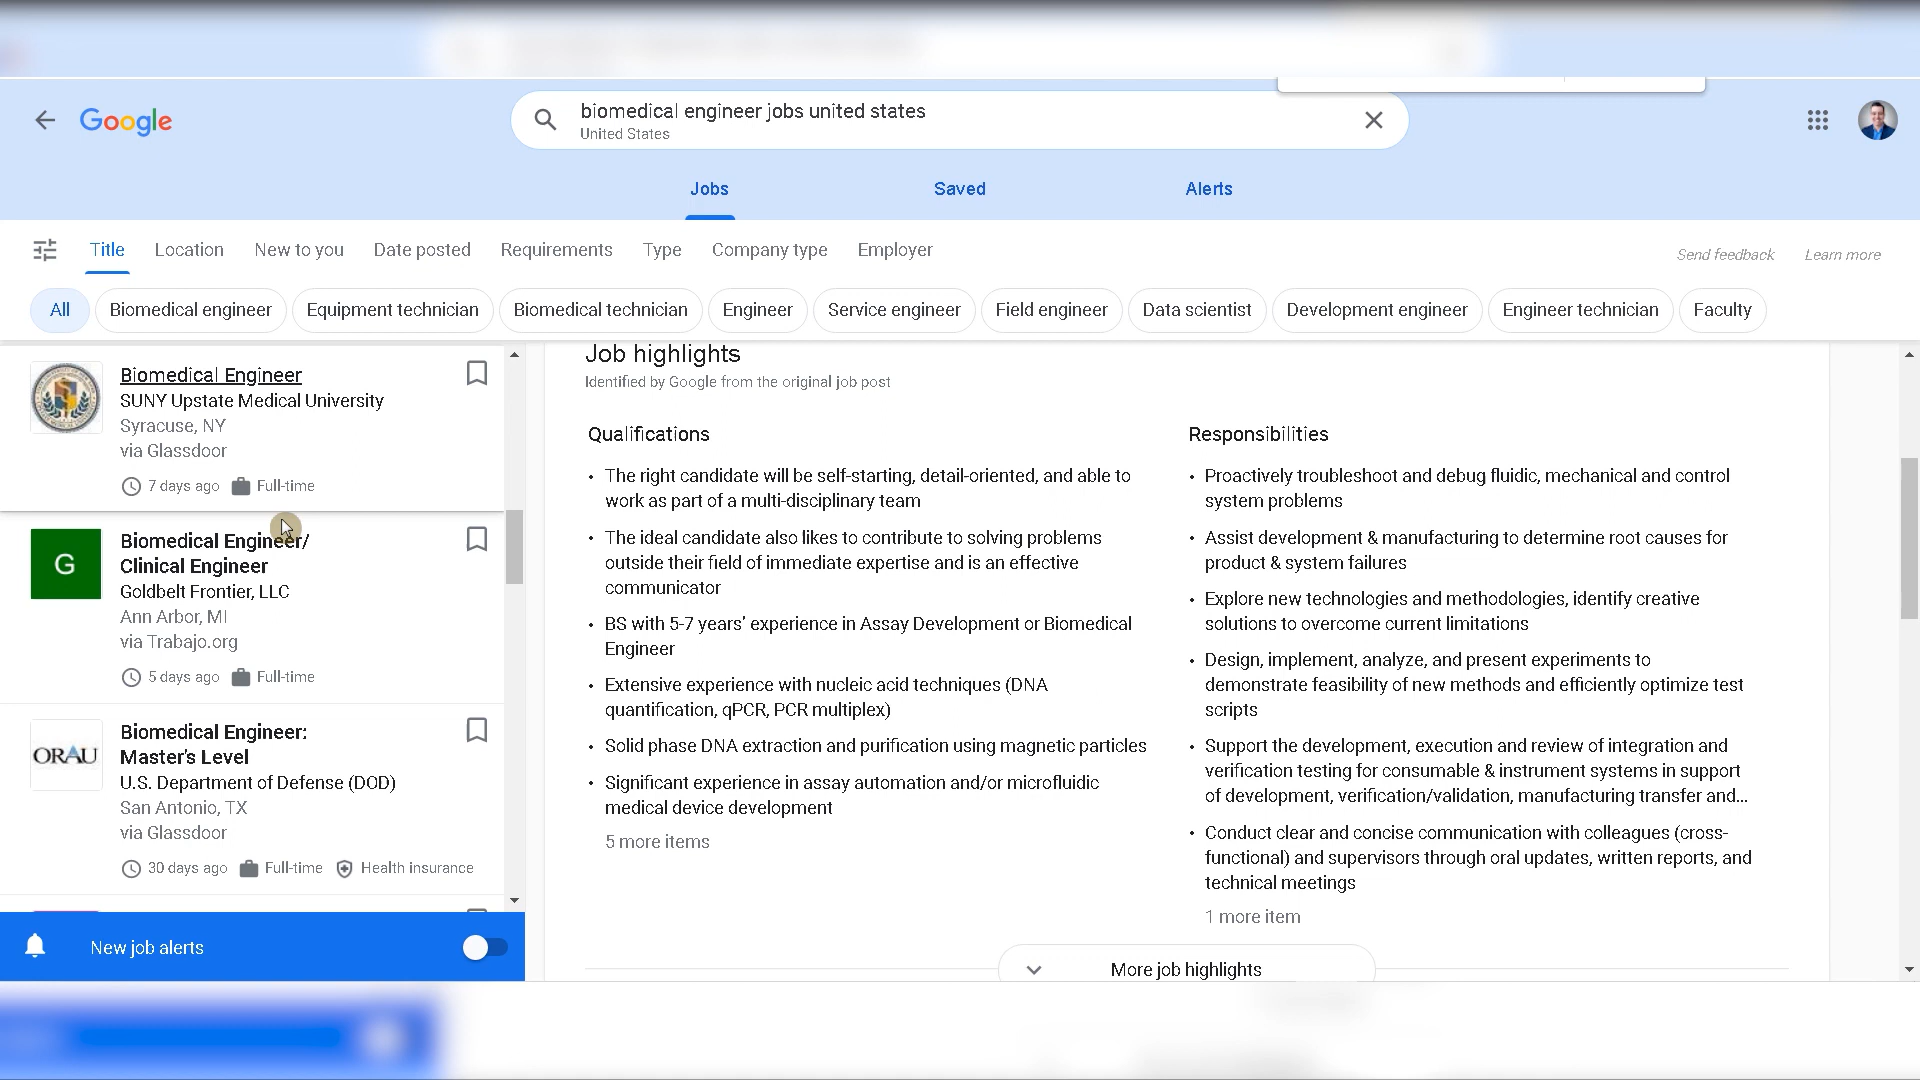 Google
biomedical engineer jobs united states
United States
Jobs
Saved
Alerts
Title
Location
New to you
Date posted
Requirements
Type
Company type
Employer
Send feedback
Learn more
All
Biomedical engineer
Equipment technician
Biomedical technician
Engineer
Service engineer
Field engineer
Data scientist
Development engineer
Engineer technician
Faculty
Biomedical Engineer
SUNY Upstate Medical University
Syracuse, NY
via Glassdoor
7 days ago
Full-time
G
Biomedical Engineer/
Clinical Engineer
Goldbelt Frontier, LLC
Ann Arbor, MI
via Trabajo.org
5 days ago
Full-time
ORAU
Biomedical Engineer:
Master's Level
U.S. Department of Defense (DOD)
San Antonio, TX
via Glassdoor
30 days ago
Full-time
Health insurance
New job alerts
Job highlights
Identified by Google from the original job post
Qualifications
• The right candidate will be self-starting, detail-oriented, and able to
work as part of a multi-disciplinary team
• The ideal candidate also likes to contribute to solving problems
outside their field of immediate expertise and is an effective
communicator
• BS with 5-7 years' experience in Assay Development or Biomedical
Engineer
• Extensive experience with nucleic acid techniques (DNA
quantification, qPCR, PCR multiplex)
• Solid phase DNA extraction and purification using magnetic particles
• Significant experience in assay automation and/or microfluidic
medical device development
5 more items
Responsibilities
• Proactively troubleshoot and debug fluidic, mechanical and control
system problems
• Assist development & manufacturing to determine root causes for
product & system failures
• Explore new technologies and methodologies, identify creative
solutions to overcome current limitations
• Design, implement, analyze, and present experiments to
demonstrate feasibility of new methods and efficiently optimize test
scripts
• Support the development, execution and review of integration and
verification testing for consumable & instrument systems in support
of development, verification/validation, manufacturing transfer and...
• Conduct clear and concise communication with colleagues (cross-
functional) and supervisors through oral updates, written reports, and
technical meetings
1 more item
More job highlights